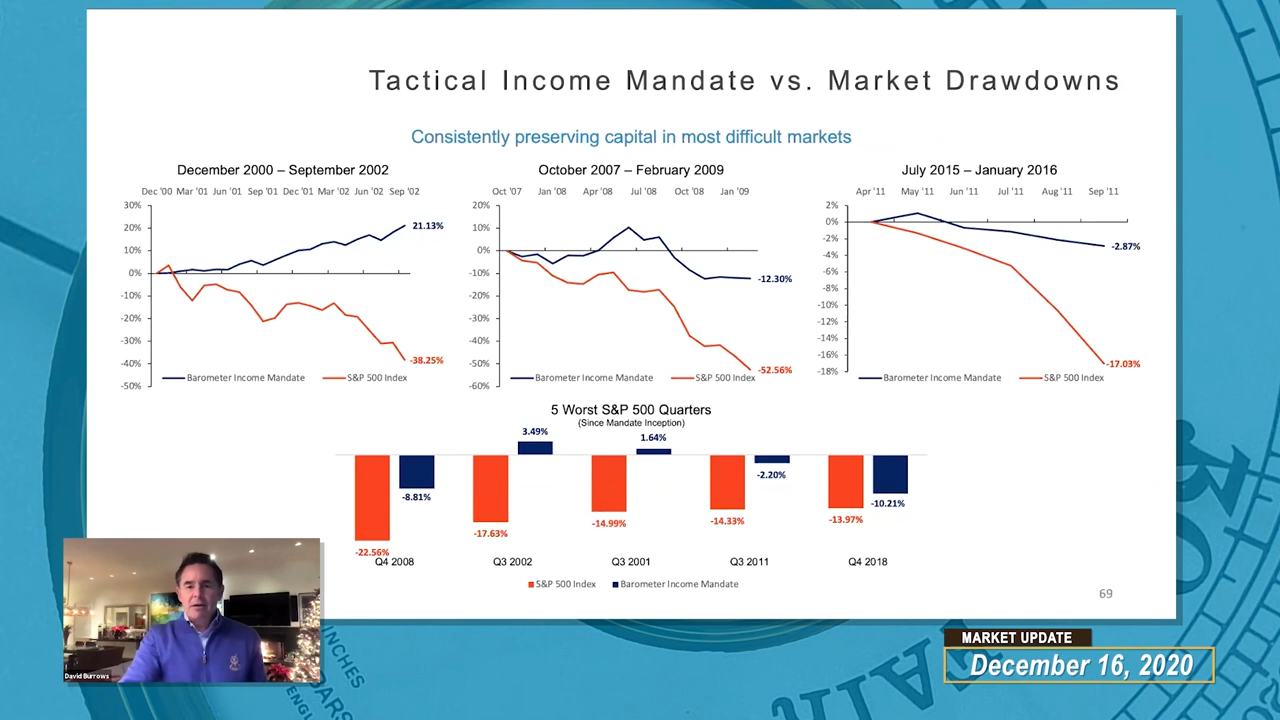 Tactical Income Mandate vs. Market Drawdowns
Consistently preserving capital in most difficult markets
December 2000 – September 2002
Dec '00 Mar '01 Jun '01 Sep '01 Dec '01 Mar '02 Jun '02 Sep '02
30%
20%
10%
0%
-10%
-20%
-30%
-40%
-50%
21.13%
-38.25%
Barometer Income Mandate S&P 500 Index
October 2007 – February 2009
Oct '07 Jan '08 Apr '08 Jul '08 Oct '08 Jan '09
20%
10%
0%
-10%
-20%
-30%
-40%
-50%
-60%
-12.30%
-52.56%
Barometer Income Mandate S&P 500 Index
July 2015 – January 2016
Apr '11 May '11 Jun '11 Jul '11 Aug '11 Sep '11
2%
0%
-2%
-4%
-6%
-8%
-10%
-12%
-14%
-16%
-18%
-2.87%
-17.03%
Barometer Income Mandate S&P 500 Index
5 Worst S&P 500 Quarters
(Since Mandate Inception)
3.49% 1.64%
-2.20%
-8.81% -10.21%
-22.56% -17.63% -14.99% -14.33% -13.97%
Q4 2008 Q3 2002 Q3 2001 Q3 2011 Q4 2018
S&P 500 Index Barometer Income Mandate
69
David Burrows
MARKET UPDATE
December 16, 2020
INCHES